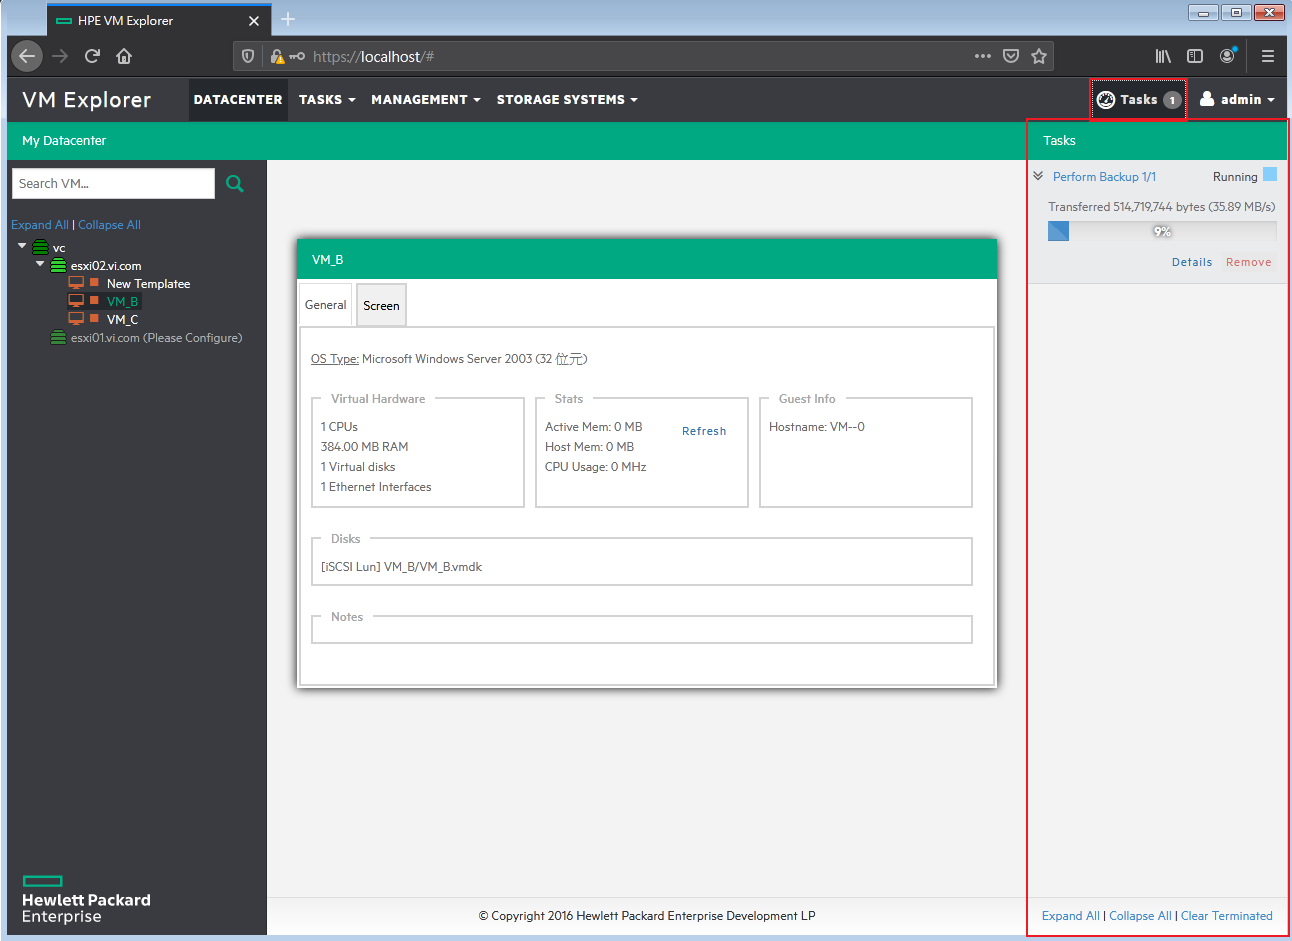 HPE VM Explorer
https://localhost/#
VM Explorer
DATACENTER
TASKS
MANAGEMENT
STORAGE SYSTEMS
Tasks 1
admin
My Datacenter
Tasks
Search VM...
Expand All | Collapse All
vc
esxi02.vi.com
New Templatee
VM_B
VM_C
esxi01.vi.com (Please Configure)
Hewlett Packard
Enterprise
VM_B
General
Screen
OS Type: Microsoft Windows Server 2003 (32 位元)
Virtual Hardware
1 CPUs
384.00 MB RAM
1 Virtual disks
1 Ethernet Interfaces
Stats
Active Mem: 0 MB
Host Mem: 0 MB
CPU Usage: 0 MHz
Refresh
Guest Info
Hostname: VM--0
Disks
[iSCSI Lun] VM_B/VM_B.vmdk
Notes
© Copyright 2016 Hewlett Packard Enterprise Development LP
Perform Backup 1/1
Running
Transferred 514,719,744 bytes (35.89 MB/s)
9%
Details
Remove
Expand All | Collapse All | Clear Terminated